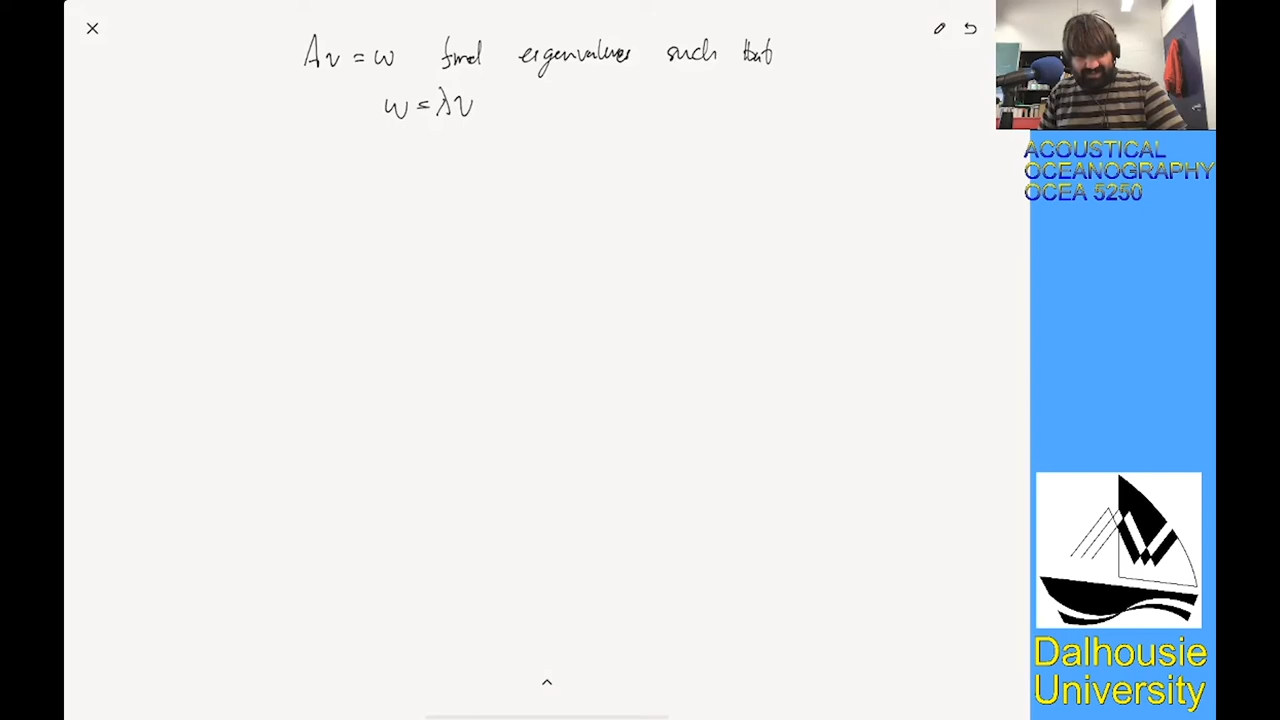 Av = w find eigenvalues such that
w = λv
ACOUSTICAL
OCEANOGRAPHY
OCEA 5250
Dalhousie
University